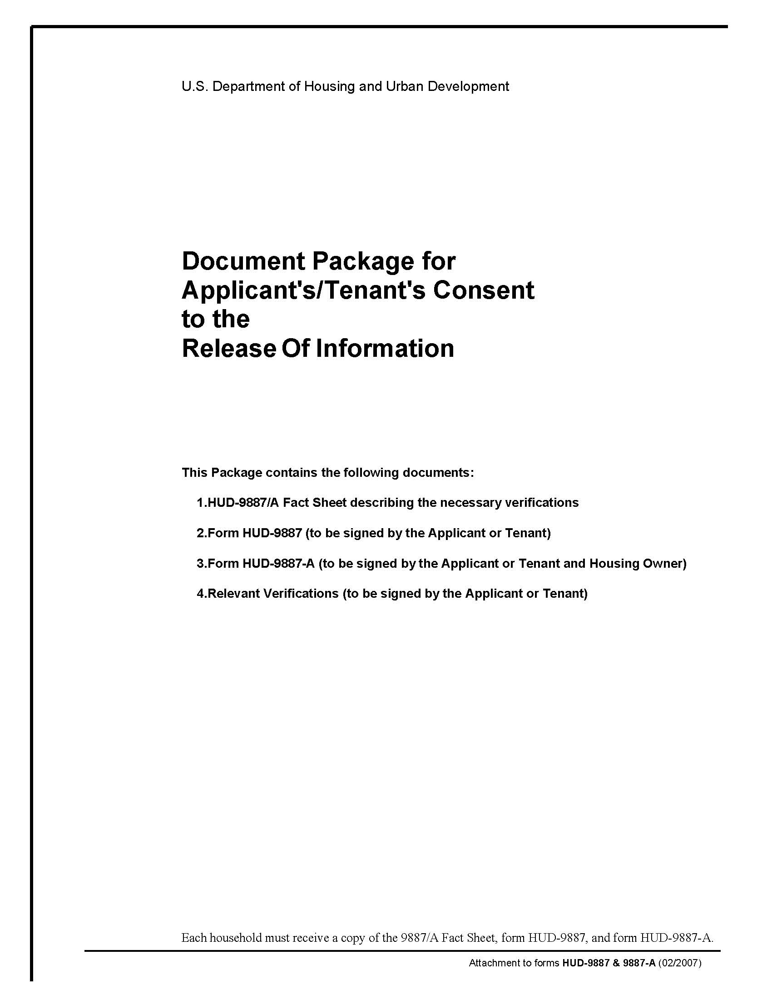 U.S. Department of Housing and Urban Development
Document Package for
Applicant's/Tenant's Consent
to the
Release Of Information
This Package contains the following documents:
1.HUD-9887/A Fact Sheet describing the necessary verifications
2.Form HUD-9887 (to be signed by the Applicant or Tenant)
3.Form HUD-9887-A (to be signed by the Applicant or Tenant and Housing Owner)
4.Relevant Verifications (to be signed by the Applicant or Tenant)
Each household must receive a copy of the 9887/A Fact Sheet, form HUD-9887, and form HUD-9887-A.
Attachment to forms HUD-9887 & 9887-A (02/2007)